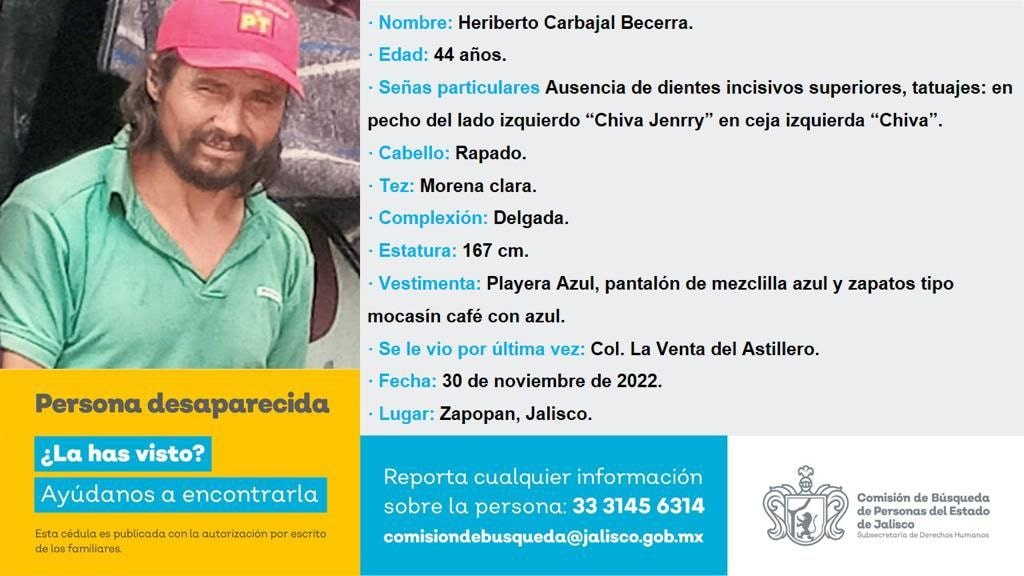 PT
· Nombre: Heriberto Carbajal Becerra.
· Edad: 44 años.
· Señas particulares Ausencia de dientes incisivos superiores, tatuajes: en
pecho del lado izquierdo “Chiva Jenrry” en ceja izquierda “Chiva”.
· Cabello: Rapado.
· Tez: Morena clara.
· Complexión: Delgada.
· Estatura: 167 cm.
· Vestimenta: Playera Azul, pantalón de mezclilla azul y zapatos tipo
mocasín café con azul.
· Se le vio por última vez: Col. La Venta del Astillero.
· Fecha: 30 de noviembre de 2022.
· Lugar: Zapopan, Jalisco.
Persona desaparecida
¿La has visto?
Ayúdanos a encontrarla
Esta cédula es publicada con la autorización por escrito
de los familiares.
Reporta cualquier información
sobre la persona: 33 3145 6314
comisiondebusqueda@jalisco.gob.mx
Comisión de Búsqueda
de Personas del Estado
de Jalisco
Subsecretaría de Derechos Humanos